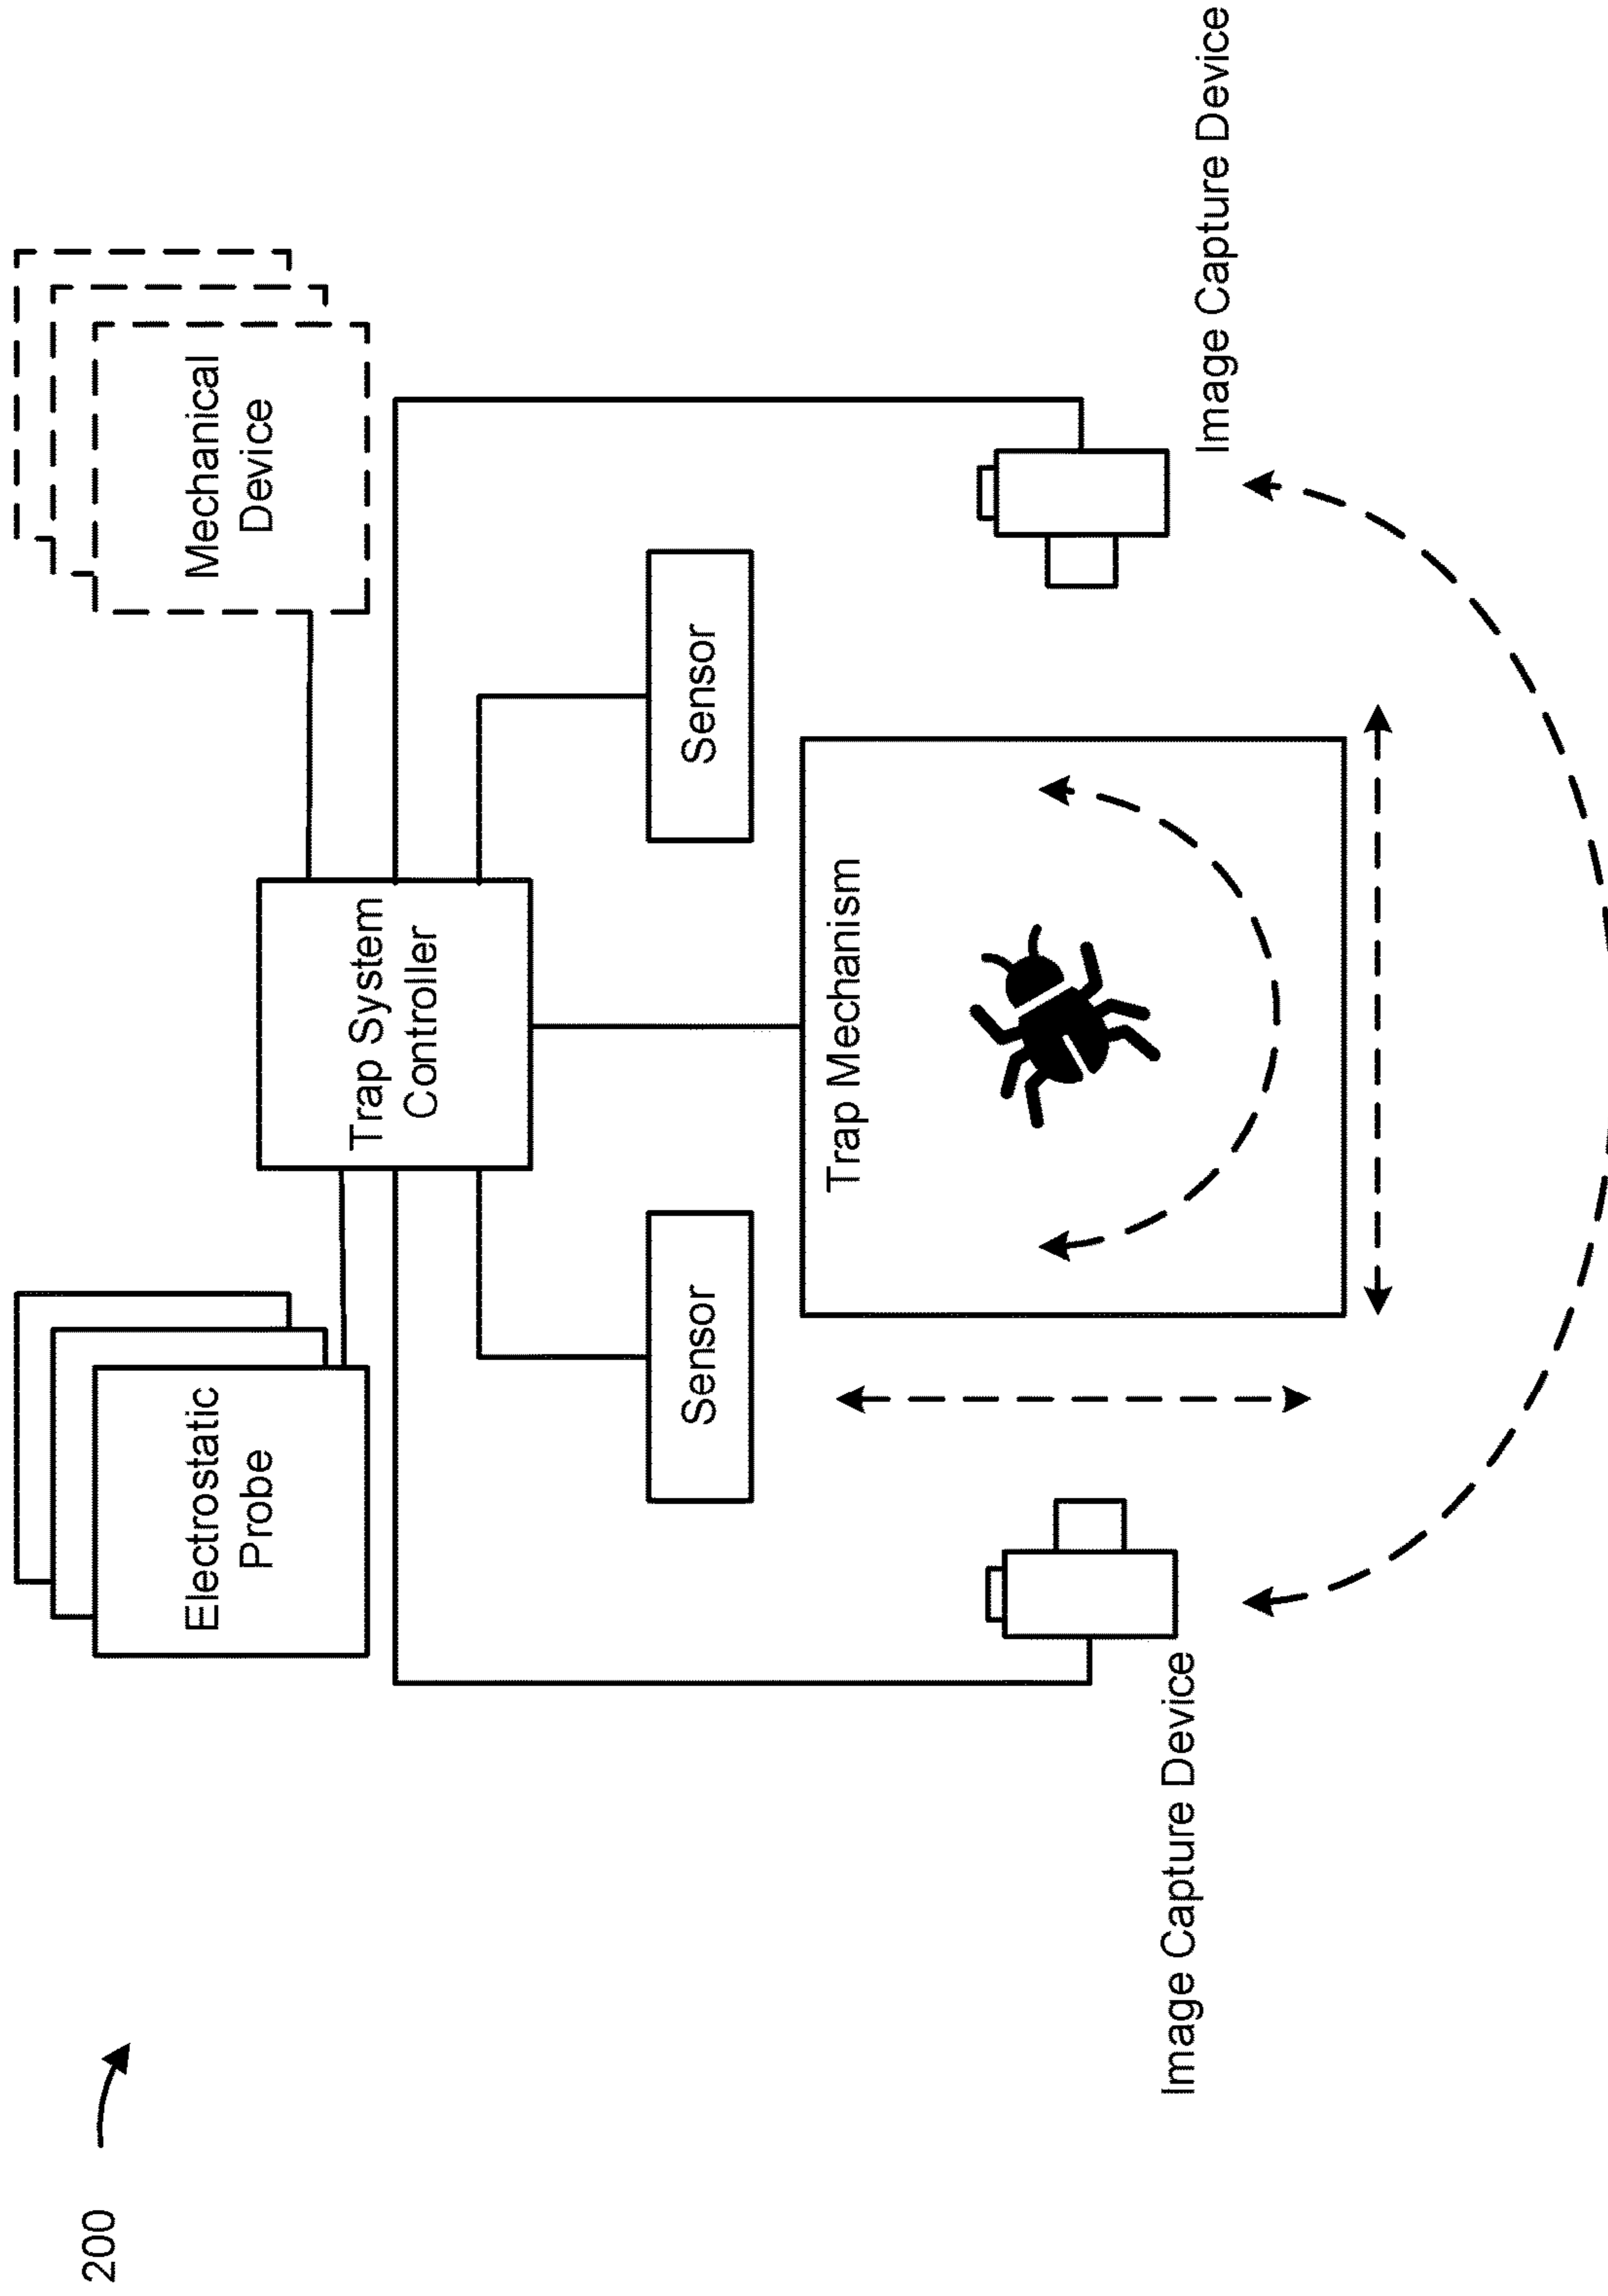 200
Electrostatic
Probe
Mechanical
Device
Trap System
Controller
Sensor
Sensor
Trap Mechanism
Image Capture Device
Image Capture Device